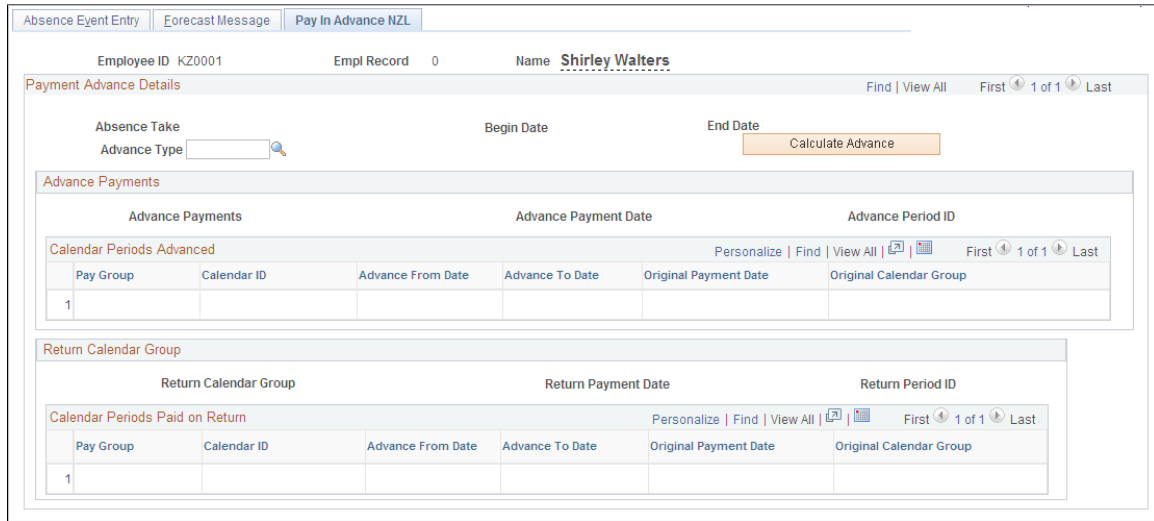 Absence Event Entry Forecast Message Pay In Advance NZL
Employee ID KZ0001 Empl Record 0 Name Shirley Walters
Payment Advance Details Find | View All First 1 of 1 Last
Absence Take Begin Date End Date
Advance Type Calculate Advance
Advance Payments
Advance Payments Advance Payment Date Advance Period ID
Calendar Periods Advanced Personalize | Find | View All | | First 1 of 1 Last
Pay Group Calendar ID Advance From Date Advance To Date Original Payment Date Original Calendar Group
1
Return Calendar Group
Return Calendar Group Return Payment Date Return Period ID
Calendar Periods Paid on Return Personalize | Find | View All | | First 1 of 1 Last
Pay Group Calendar ID Advance From Date Advance To Date Original Payment Date Original Calendar Group
1